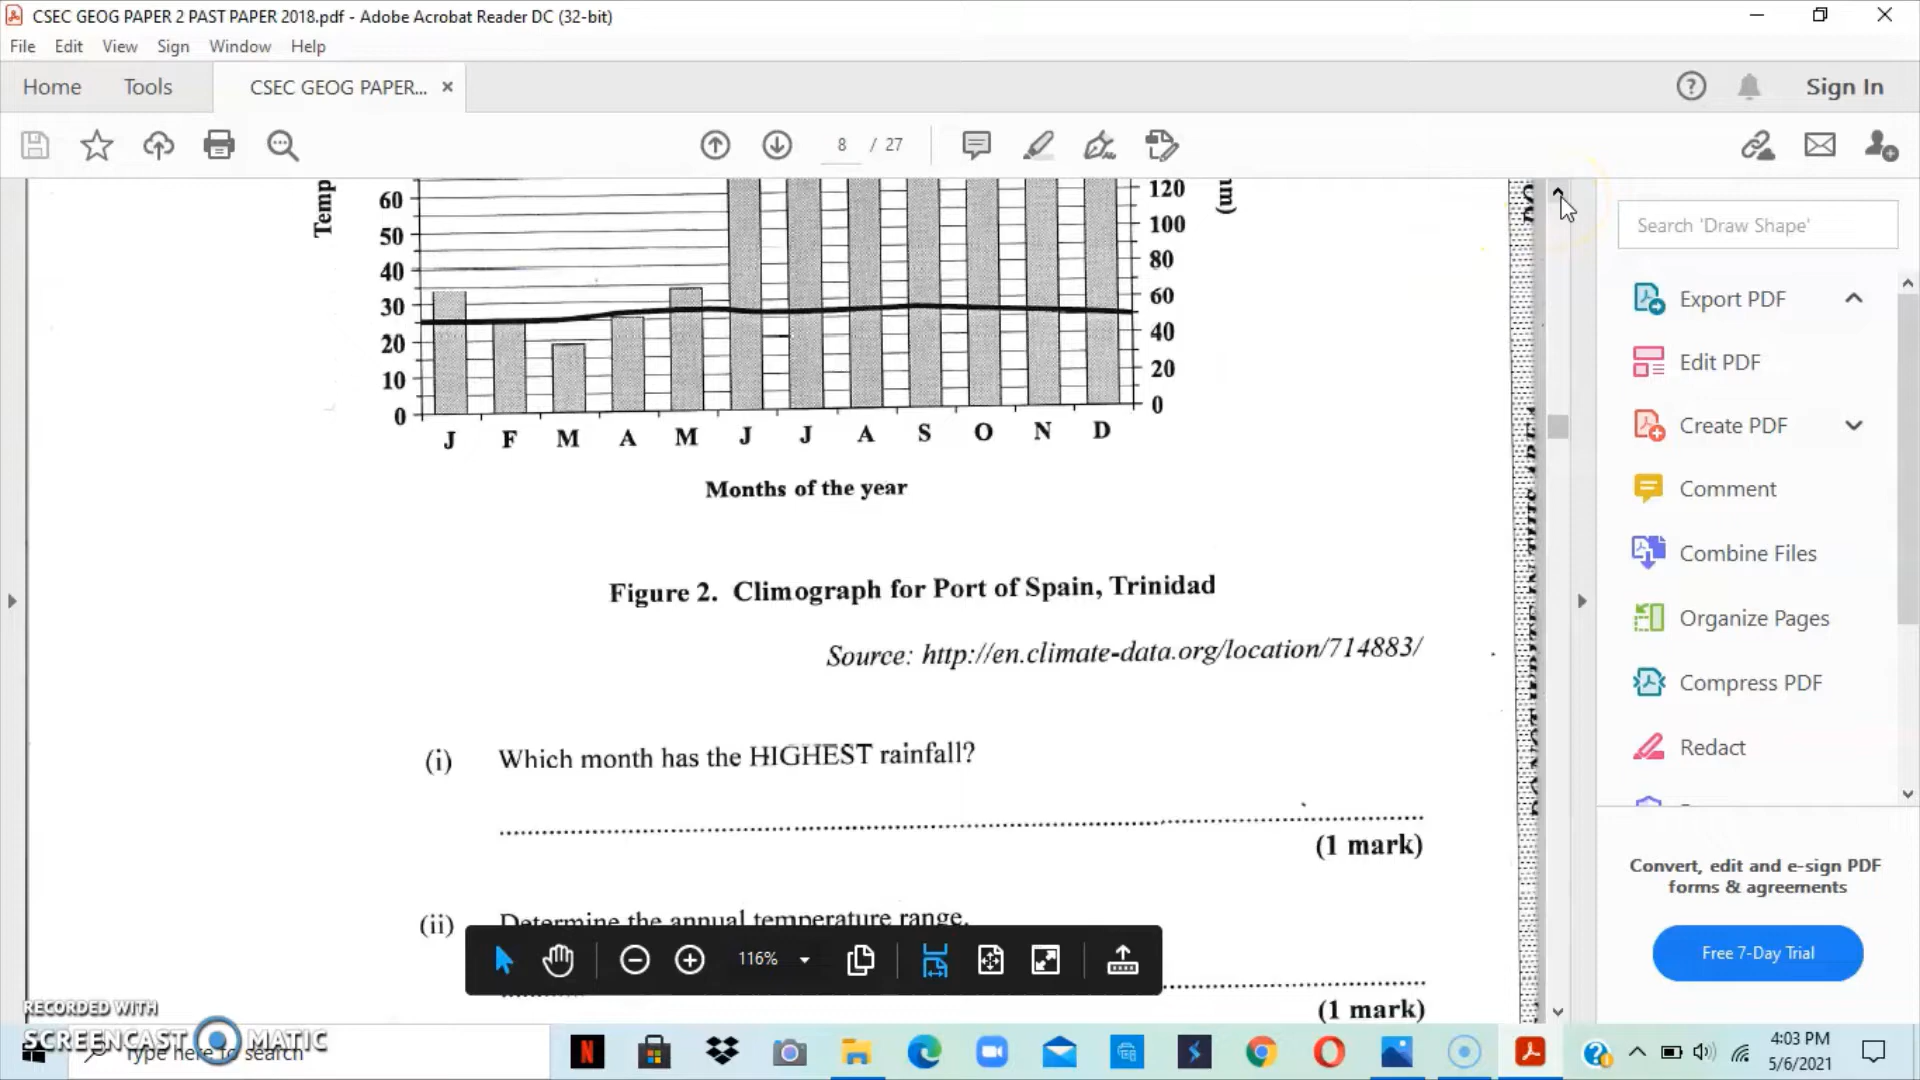 CSEC GEOG PAPER 2 PAST PAPER 2018.pdf - Adobe Acrobat Reader DC (32-bit)
File Edit View Sign Window Help
Home Tools CSEC GEOG PAPER... × Sign In
8 / 27
Search 'Draw Shape'
Export PDF
Edit PDF
Create PDF
Comment
Combine Files
Organize Pages
Compress PDF
Redact
Convert, edit and e-sign PDF
forms & agreements
Free 7-Day Trial
Temp
60
50
40
30
20
10
0
120
100
80
60
40
20
0
J F M A M J J A S O N D
Months of the year
Figure 2. Climograph for Port of Spain, Trinidad
Source: http://en.climate-data.org/location/714883/
(i) Which month has the HIGHEST rainfall?
(1 mark)
(ii) Determine the annual temperature range.
116%
(1 mark)
RECORDED WITH
SCREENCAST MATIC
Type here to search
4:03 PM
5/6/2021